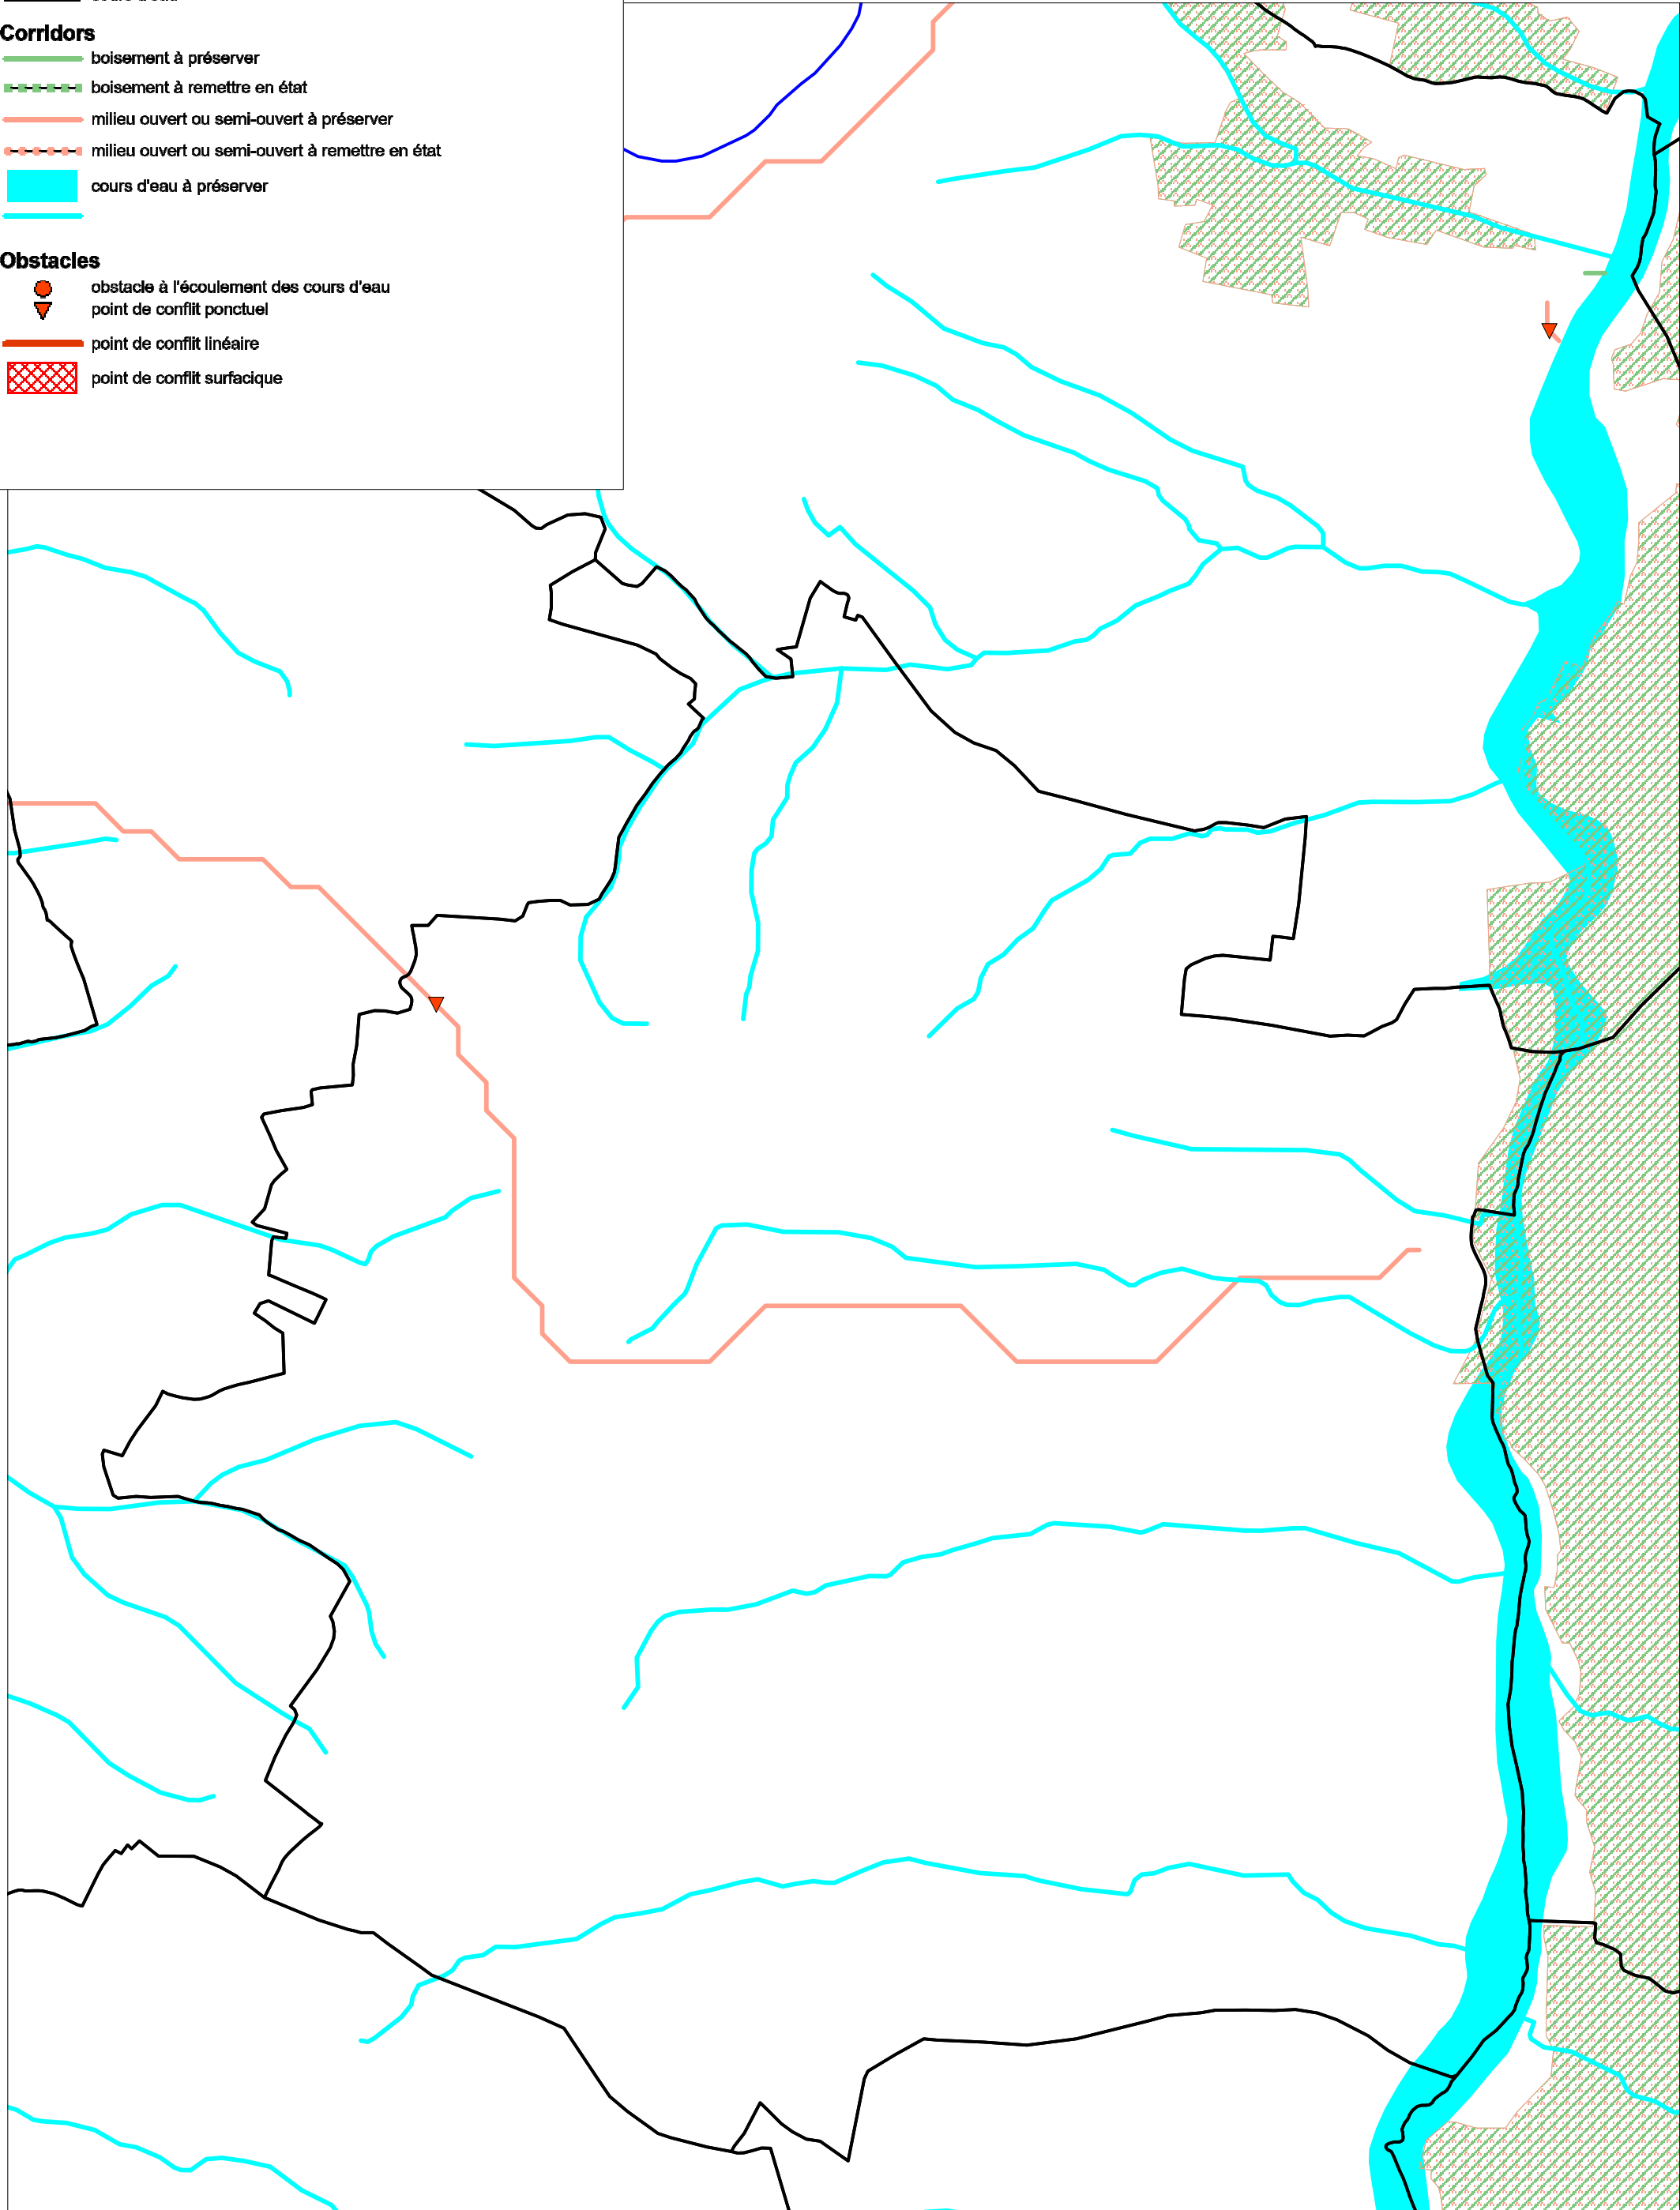 Corridors
boisement à préserver
boisement à remettre en état
milieu ouvert ou semi-ouvert à préserver
milieu ouvert ou semi-ouvert à remettre en état
cours d'eau à préserver
Obstacles
obstacle à l'écoulement des cours d'eau
point de conflit ponctuel
point de conflit linéaire
point de conflit surfacique